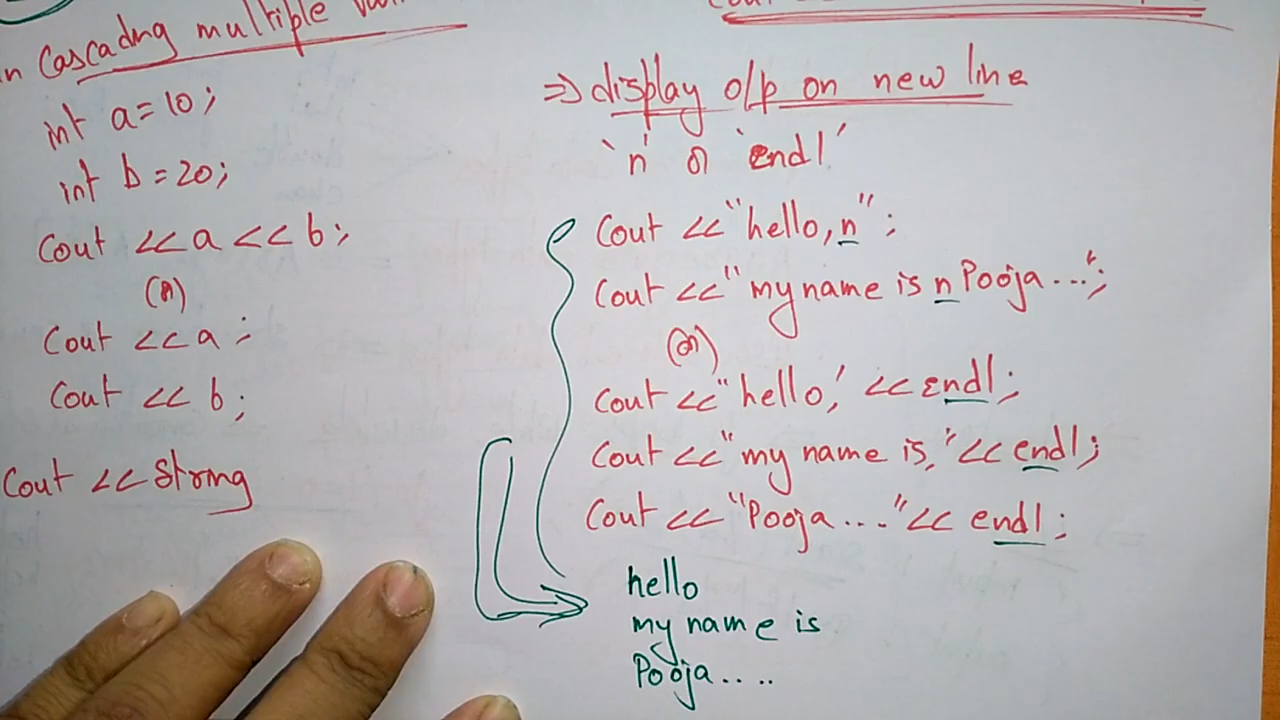 n Cascading multiple
int a=10;
int b=20;
Cout <<a << b;
(or)
Cout <<a;
Cout << b;
Cout << String
=> display o/p on new line
'n' or 'endl'
Cout <<"hello, n";
Cout <<"my name is n Pooja...";
(or)
Cout <<"hello,' <<endl;
Cout <<"my name is," << endl;
Cout <<"Pooja..."<< endl;
hello
my name is
Pooja....